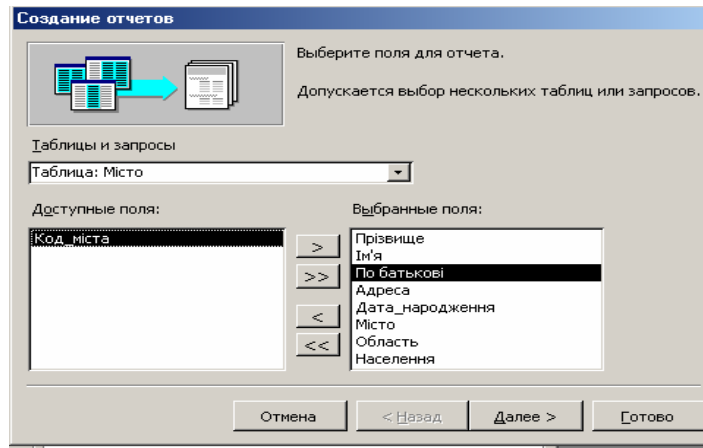 Создание отчетов
Выберите поля для отчета.
Допускается выбор нескольких таблиц или запросов.
Таблицы и запросы
Таблица: Місто
Доступные поля:
Выбранные поля:
Код_міста
>
>>
<
<<
Прізвище
Ім'я
По батькові
Адреса
Дата_народження
Місто
Область
Населення
Отмена
< Назад
Далее >
Готово